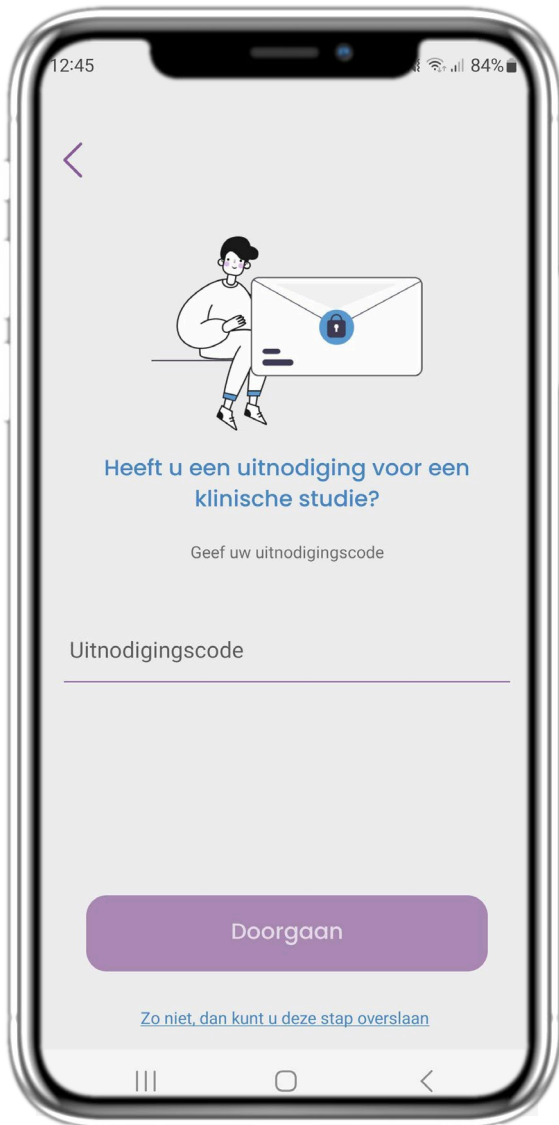 12:45
84%
Heeft u een uitnodiging voor een
klinische studie?
Geef uw uitnodigingscode
Uitnodigingscode
Doorgaan
Zo niet, dan kunt u deze stap overslaan